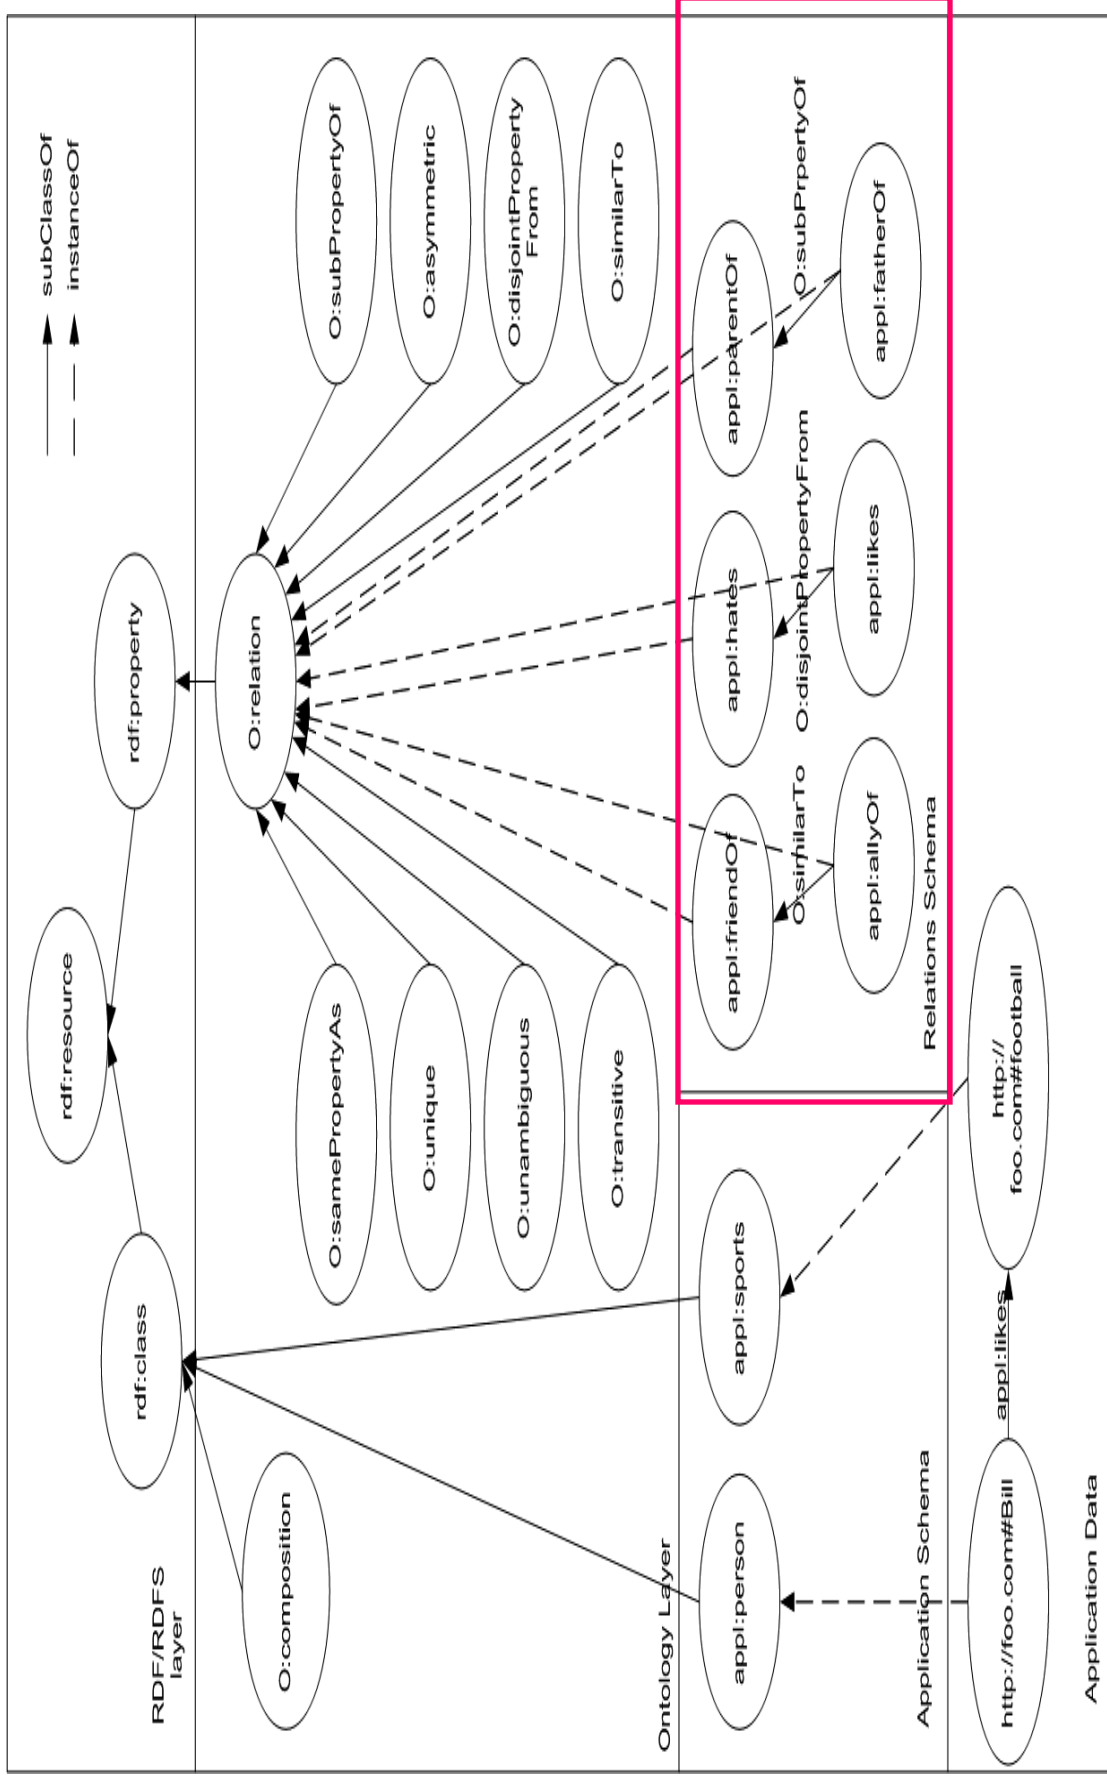 subClassOf
instanceOf
rdf:resource
rdf:class
rdf:property
RDF/RDFS
layer
O:composition
O:relation
O:samePropertyAs
O:subPropertyOf
O:unique
O:asymmetric
O:unambiguous
O:disjointProperty
From
O:transitive
O:similarTo
Ontology Layer
appl:person
appl:sports
appl:friendOf
appl:hates
appl:parentOf
O:similarTo
O:disjointPropertyFrom
O:subPrpertyOf
appl:allyOf
appl:likes
appl:fatherOf
Application Schema
Relations Schema
http://foo.com#Bill
appl:likes
http://
foo.com#football
Application Data